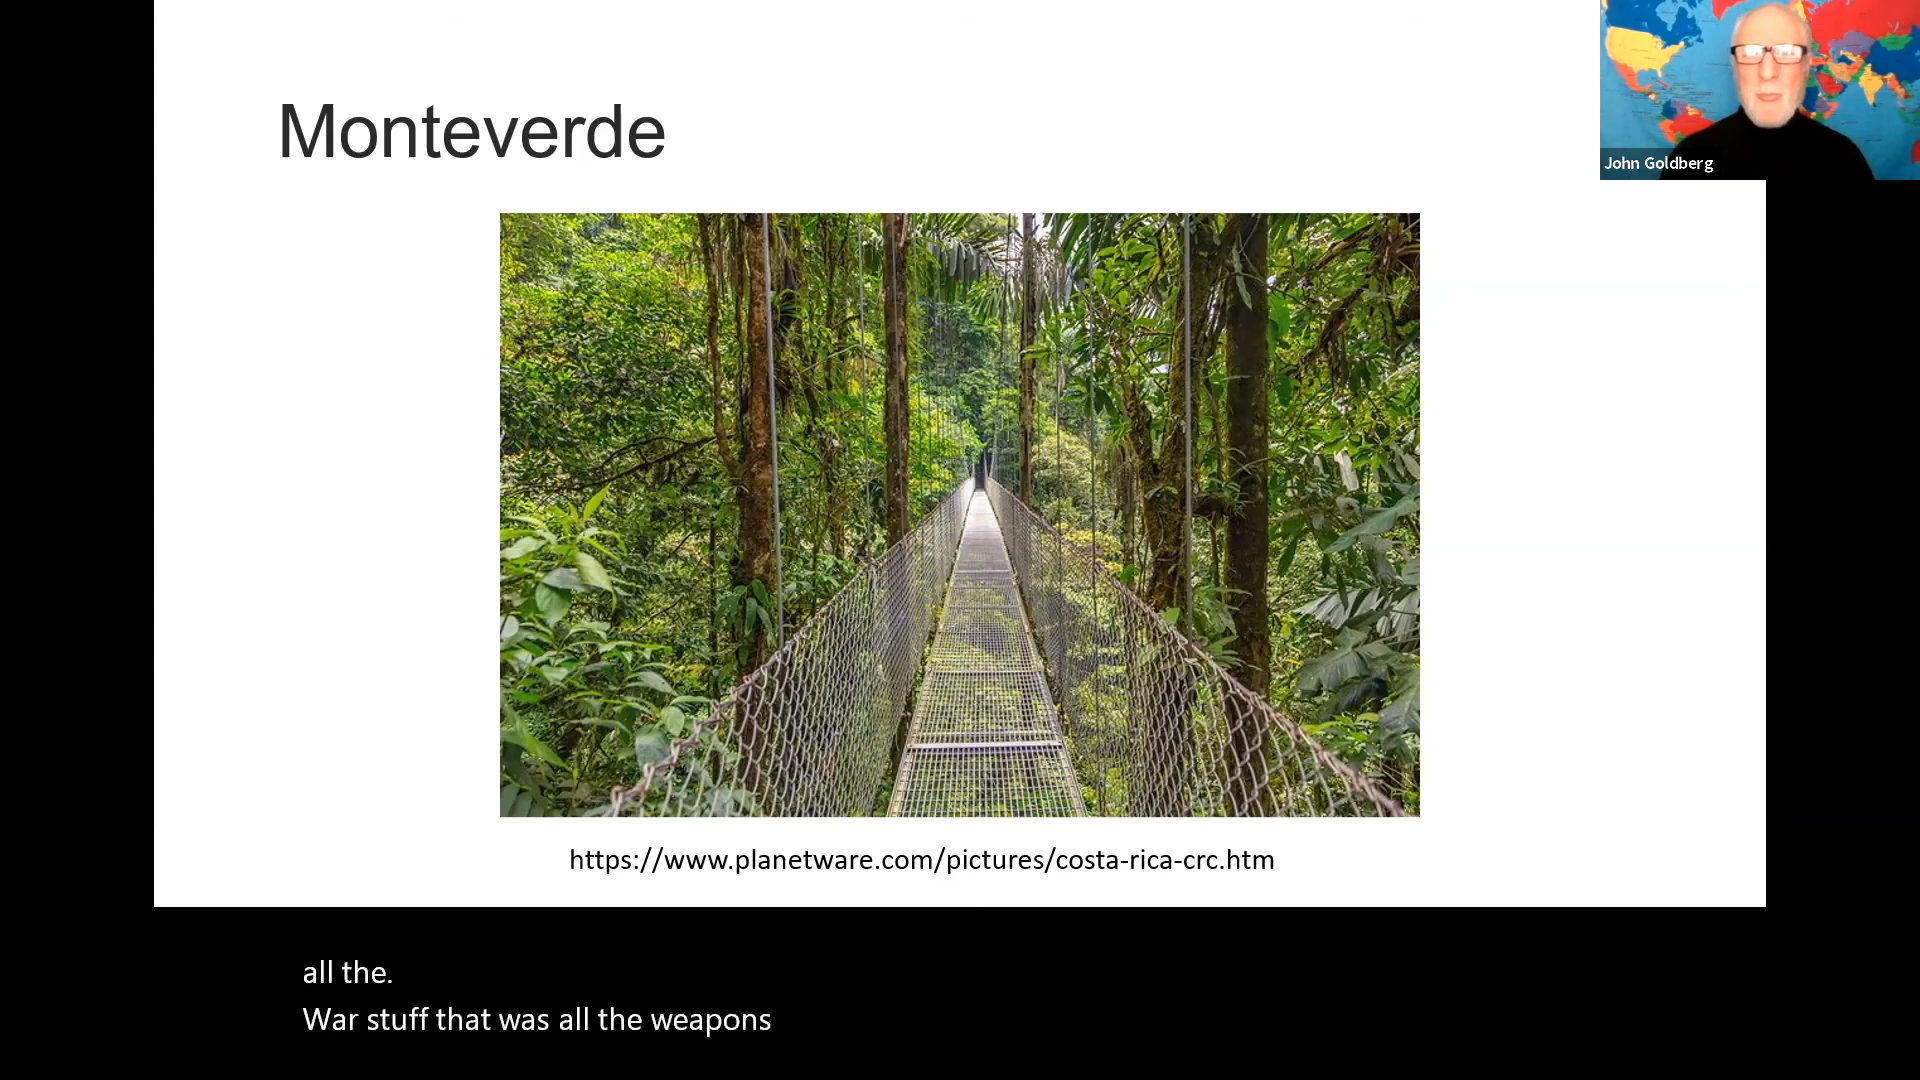 Monteverde
John Goldberg
https://www.planetware.com/pictures/costa-rica-crc.htm
all the.
War stuff that was all the weapons